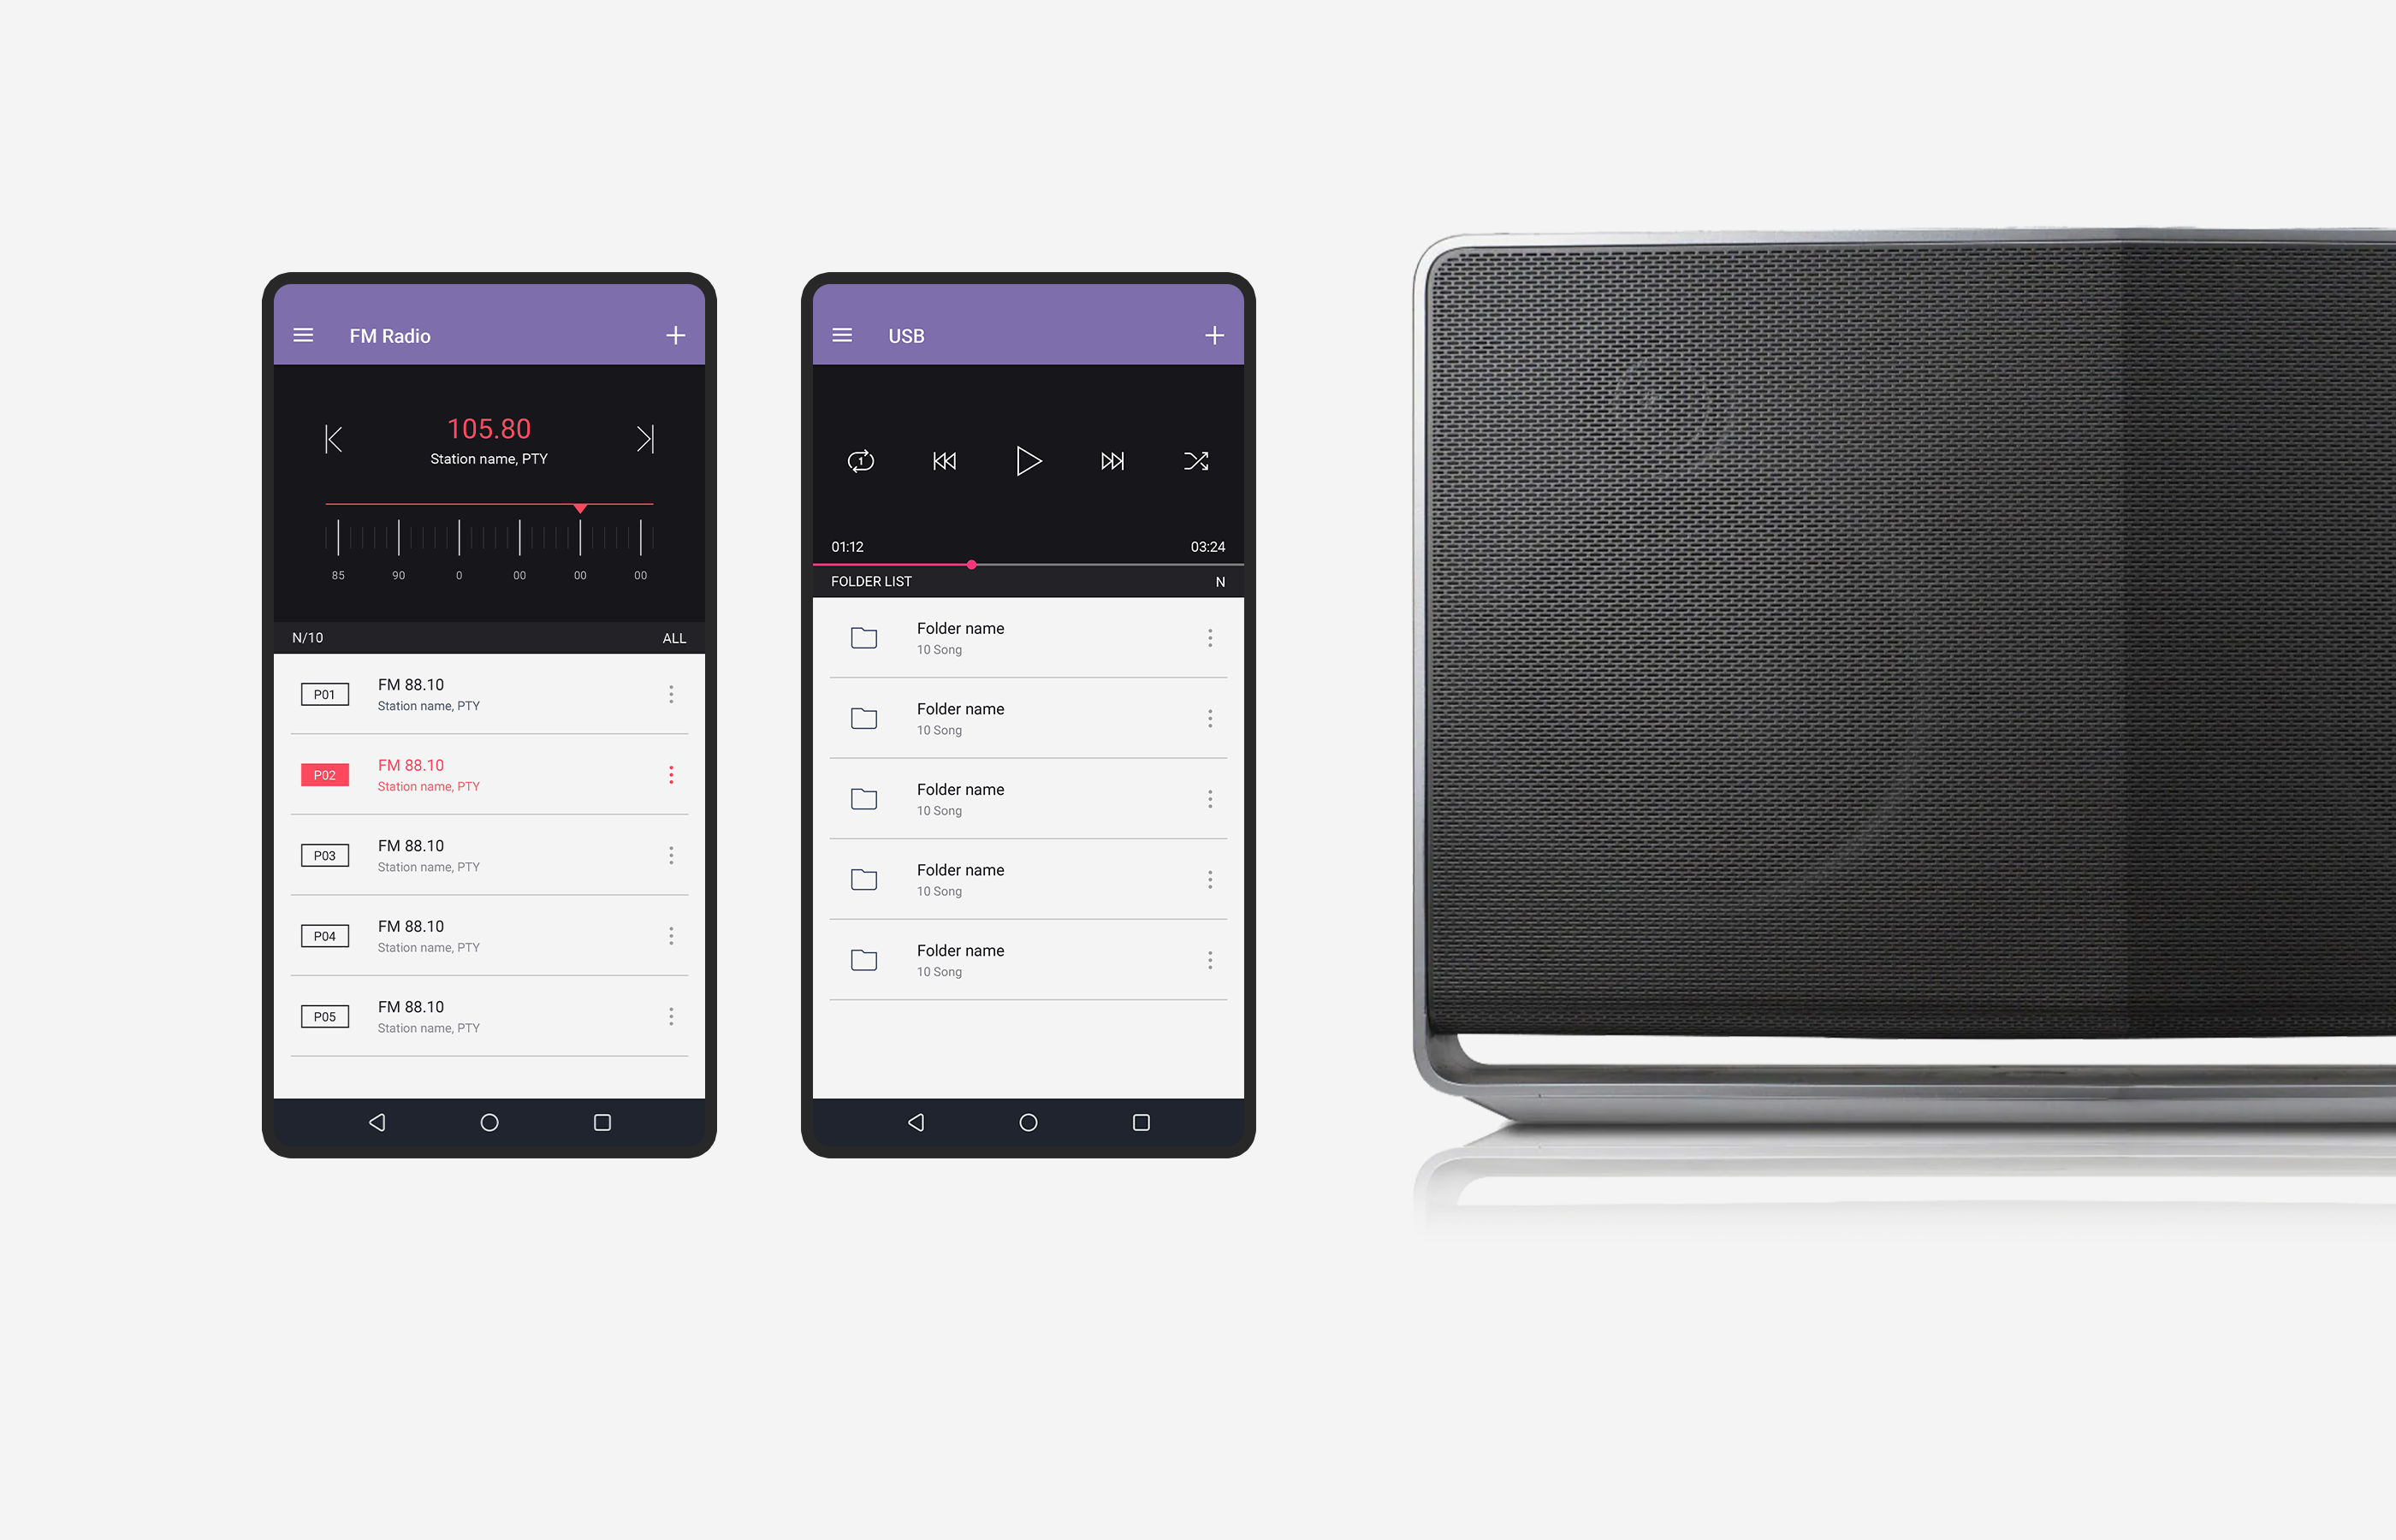 FM Radio
105.80
Station name, PTY
85 90 0 00 00 00
N/10 ALL
P01 FM 88.10
Station name, PTY
P02 FM 88.10
Station name, PTY
P03 FM 88.10
Station name, PTY
P04 FM 88.10
Station name, PTY
P05 FM 88.10
Station name, PTY
USB
1
01:12 03:24
FOLDER LIST N
Folder name
10 Song
Folder name
10 Song
Folder name
10 Song
Folder name
10 Song
Folder name
10 Song